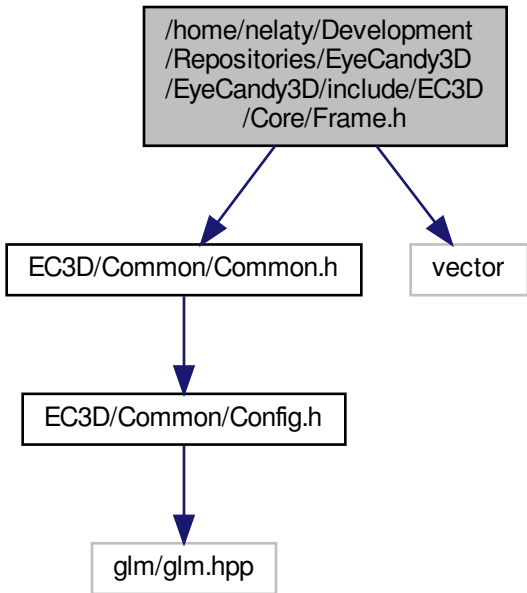 /home/nelaty/Development
/Repositories/EyeCandy3D
/EyeCandy3D/include/EC3D
/Core/Frame.h
EC3D/Common/Common.h
vector
EC3D/Common/Config.h
glm/glm.hpp